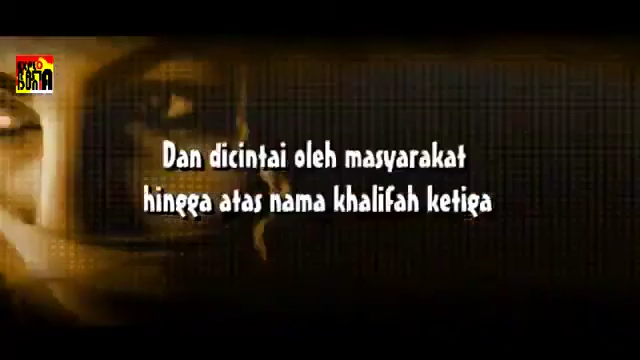 Dan dicintai oleh masyarakat
hingga atas nama khalifah ketiga